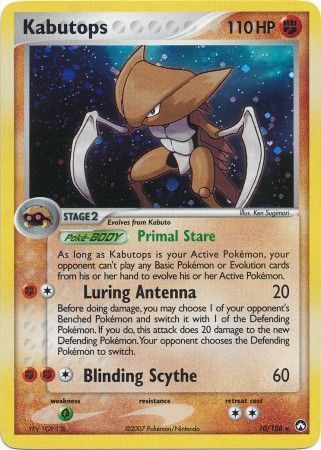 Kabutops 110 HP
Illus. Ken Sugimori
STAGE 2
Evolves from Kabuto
Poké-BODY Primal Stare
As long as Kabutops is your Active Pokémon, your
opponent can't play any Basic Pokémon or Evolution cards
from his or her hand to evolve his or her Active Pokémon.
Luring Antenna 20
Before doing damage, you may choose 1 of your opponent's
Benched Pokémon and switch it with 1 of the Defending
Pokémon. If you do, this attack does 20 damage to the new
Defending Pokémon. Your opponent chooses the Defending
Pokémon to switch.
Blinding Scythe 60
weakness resistance retreat cost
©2007 Pokémon/Nintendo
10/108